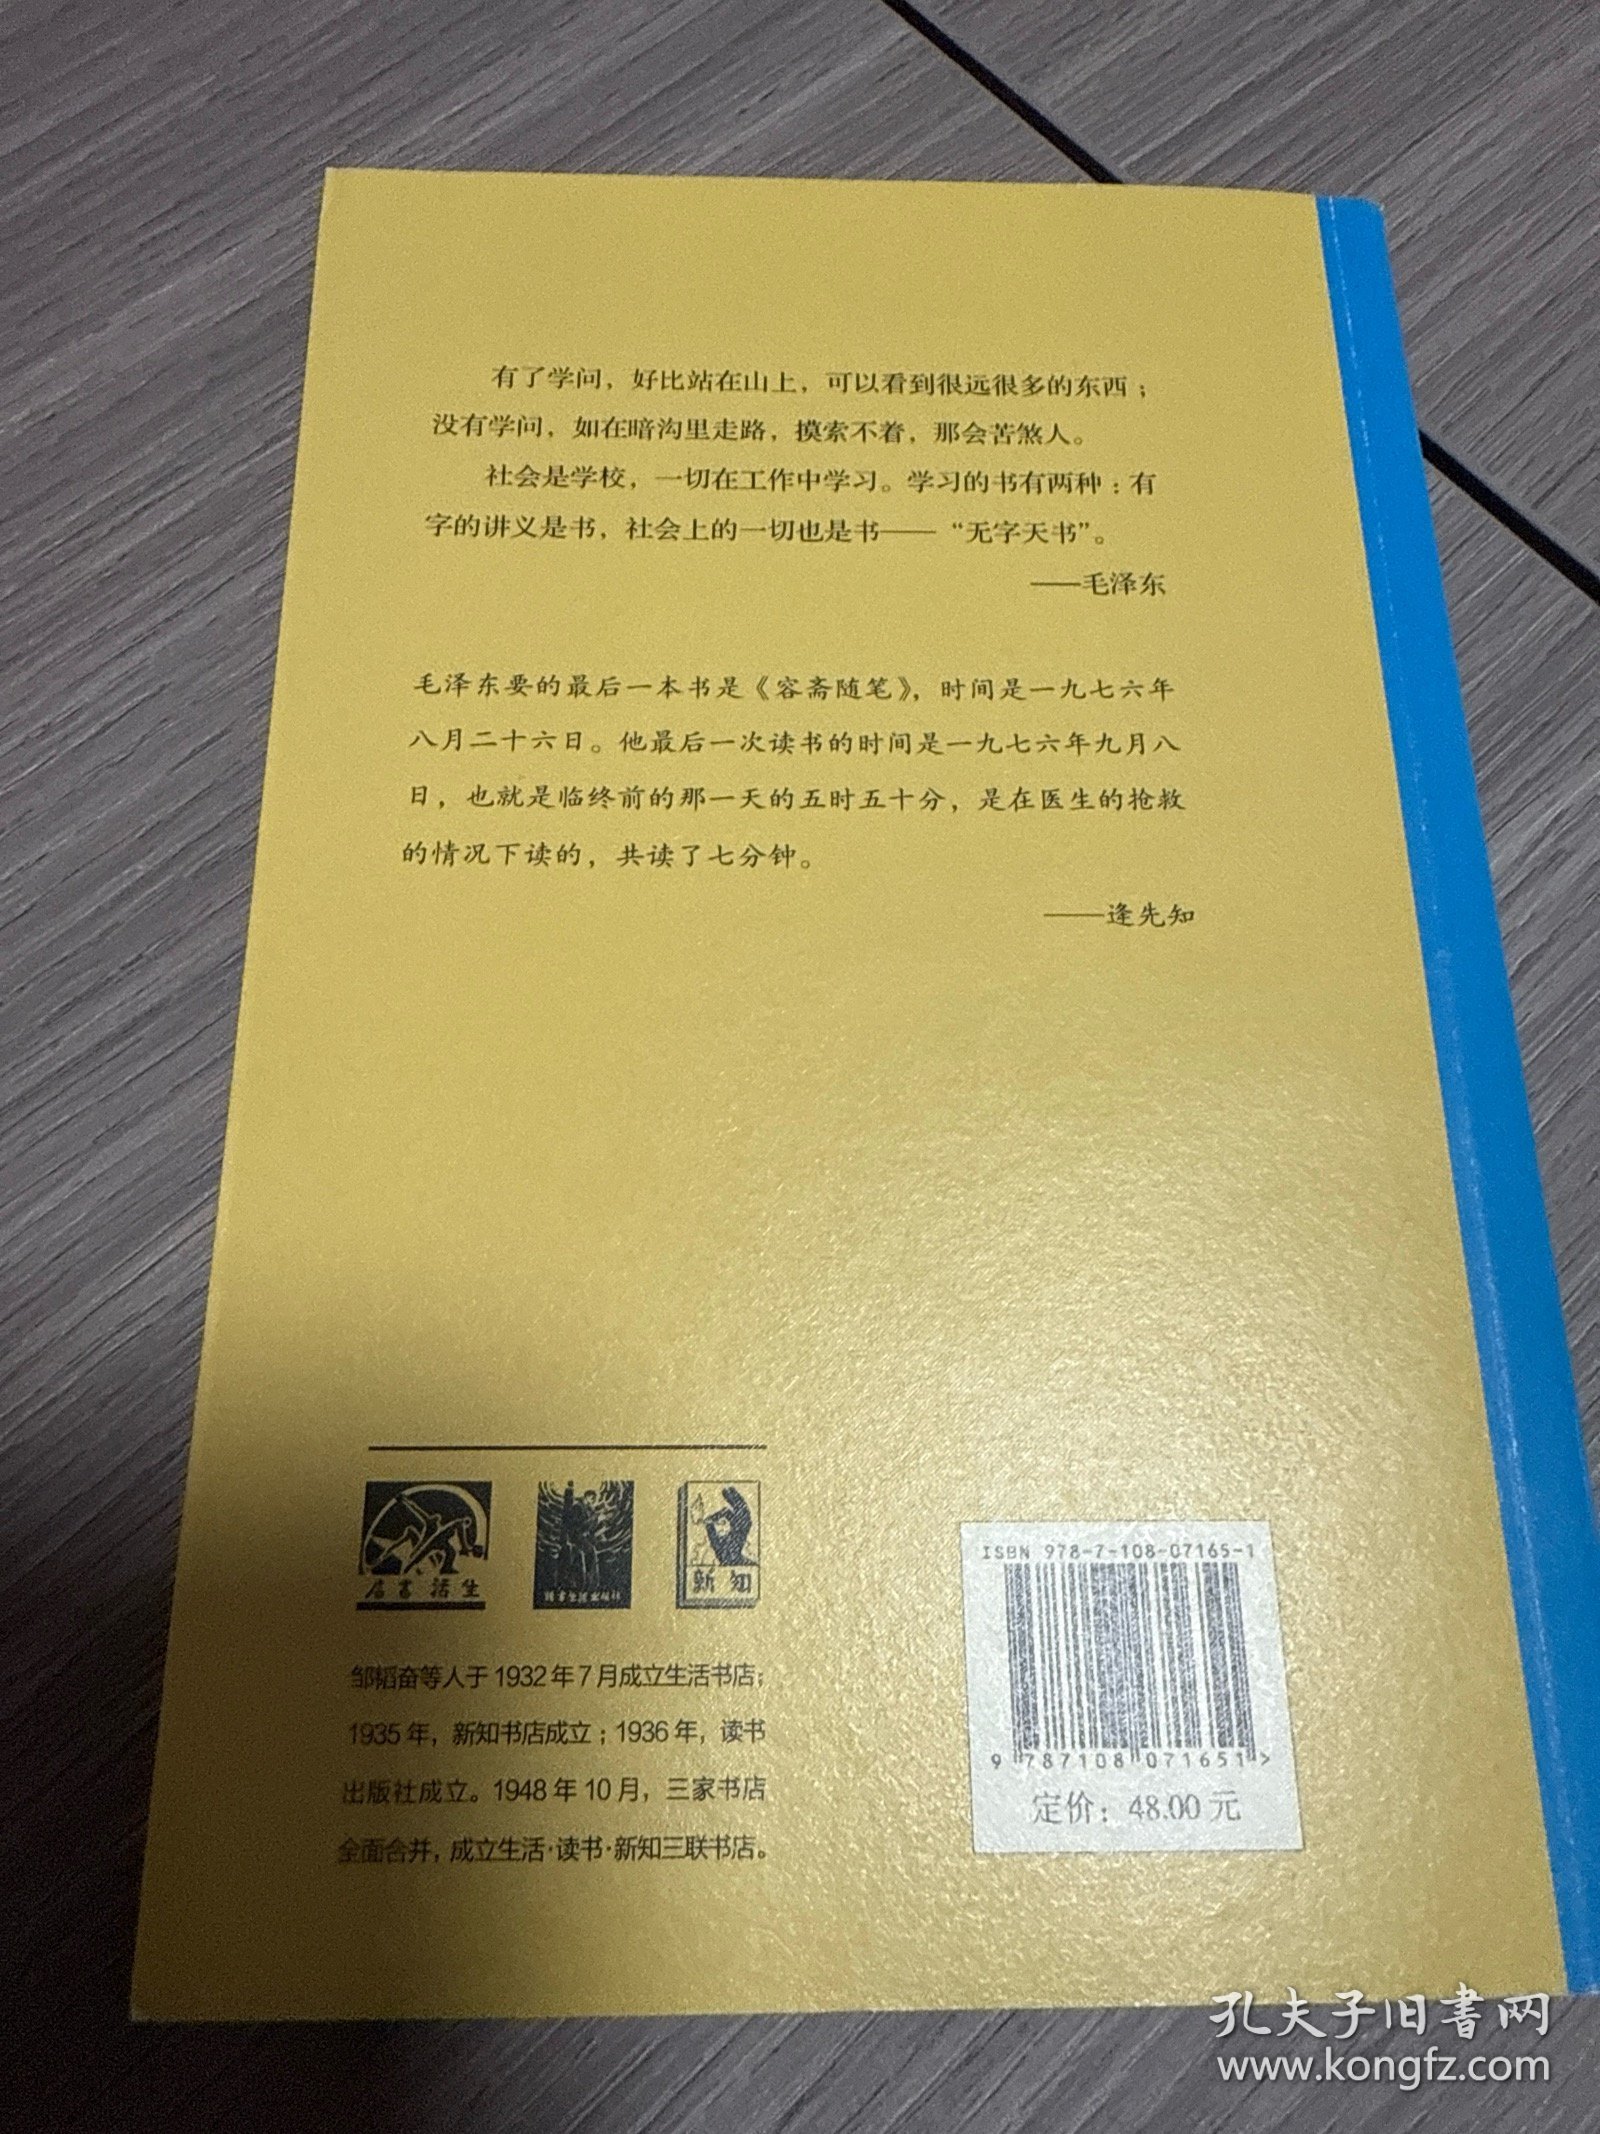 有了学问，好比站在山上，可以看到很远很多的东西；
没有学问，如在暗沟里走路，摸索不着，那会苦煞人。
社会是学校，一切在工作中学习。学习的书有两种：有
字的讲义是书，社会上的一切也是书——“无字天书”。
——毛泽东
毛泽东要的最后一本书是《容斋随笔》，时间是一九七六年
八月二十六日。他最后一次读书的时间是一九七六年九月八
日，也就是临终前的那一天的五时五十分，是在医生的抢救
的情况下读的，共读了七分钟。
——逄先知
店書活生
读书生活出版社
新知
邹韬奋等人于1932年7月成立生活书店；
1935年，新知书店成立；1936年，读书
出版社成立。1948年10月，三家书店
全面合并，成立生活·读书·新知三联书店。
ISBN 978-7-108-07165-1
9 787108 071651 >
定价：48.00元
孔夫子旧書网
www.kongfz.com